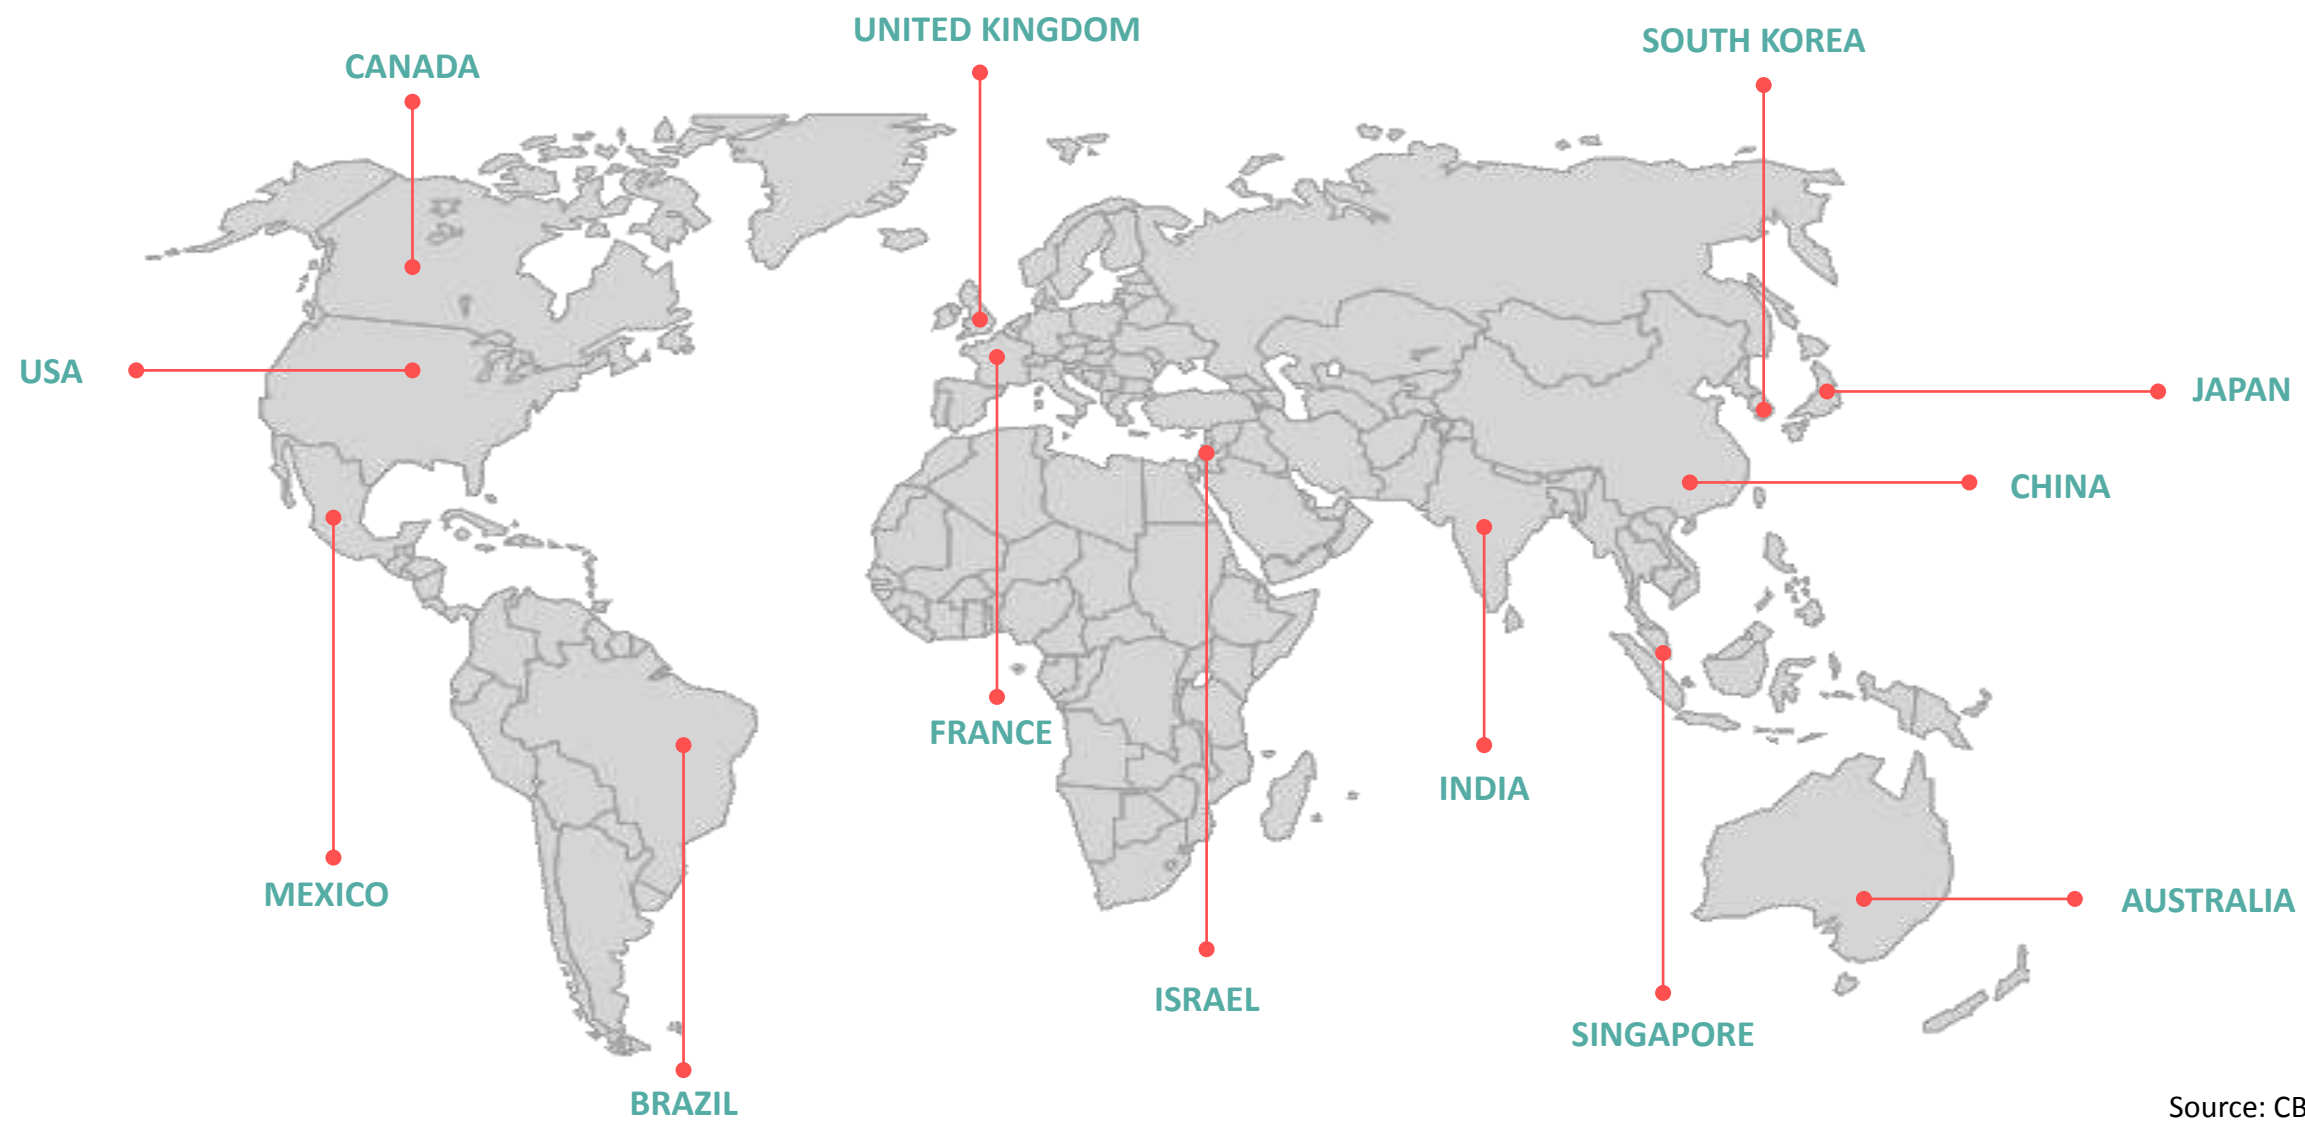 UNITED KINGDOM
SOUTH KOREA
CANADA
USA
JAPAN
CHINA
FRANCE
INDIA
MEXICO
AUSTRALIA
ISRAEL
SINGAPORE
BRAZIL
Source: CB